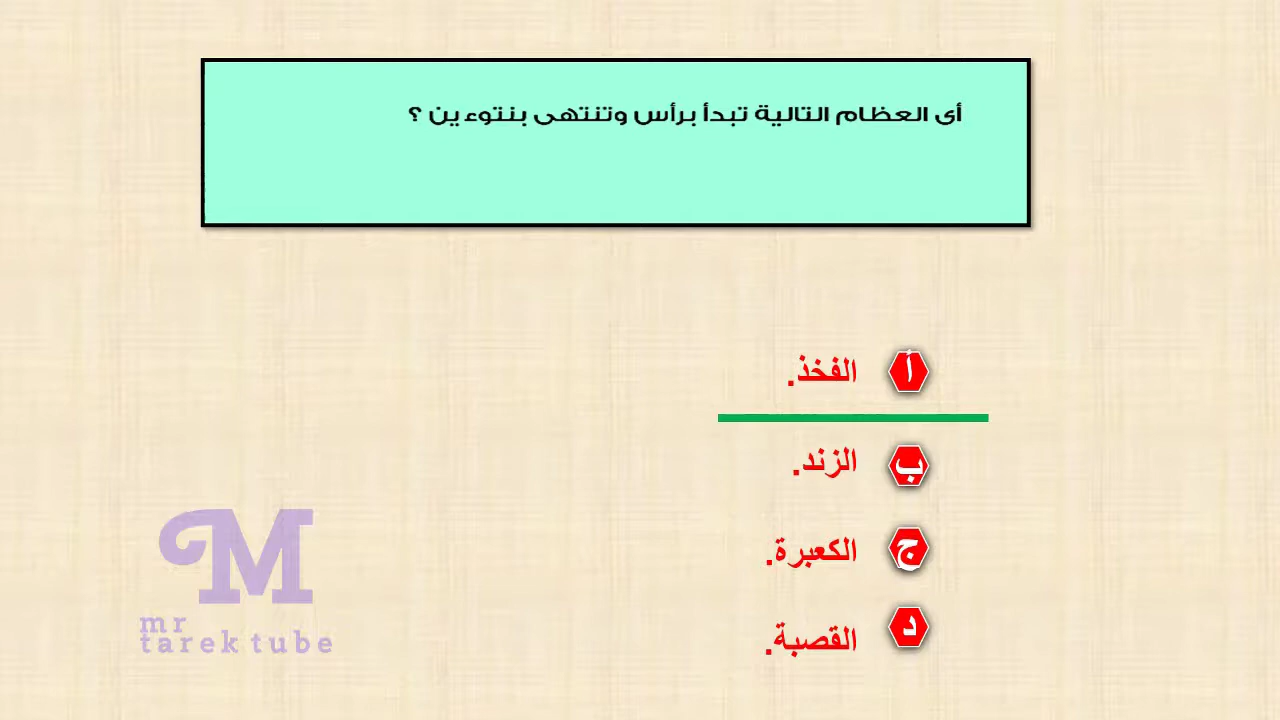 أى العظام التالية تبدأ برأس وتنتهى بنتوءين ؟
أ الفخذ.
ب الزند.
ج الكعبرة.
د القصبة.
M
mr
tarek tube